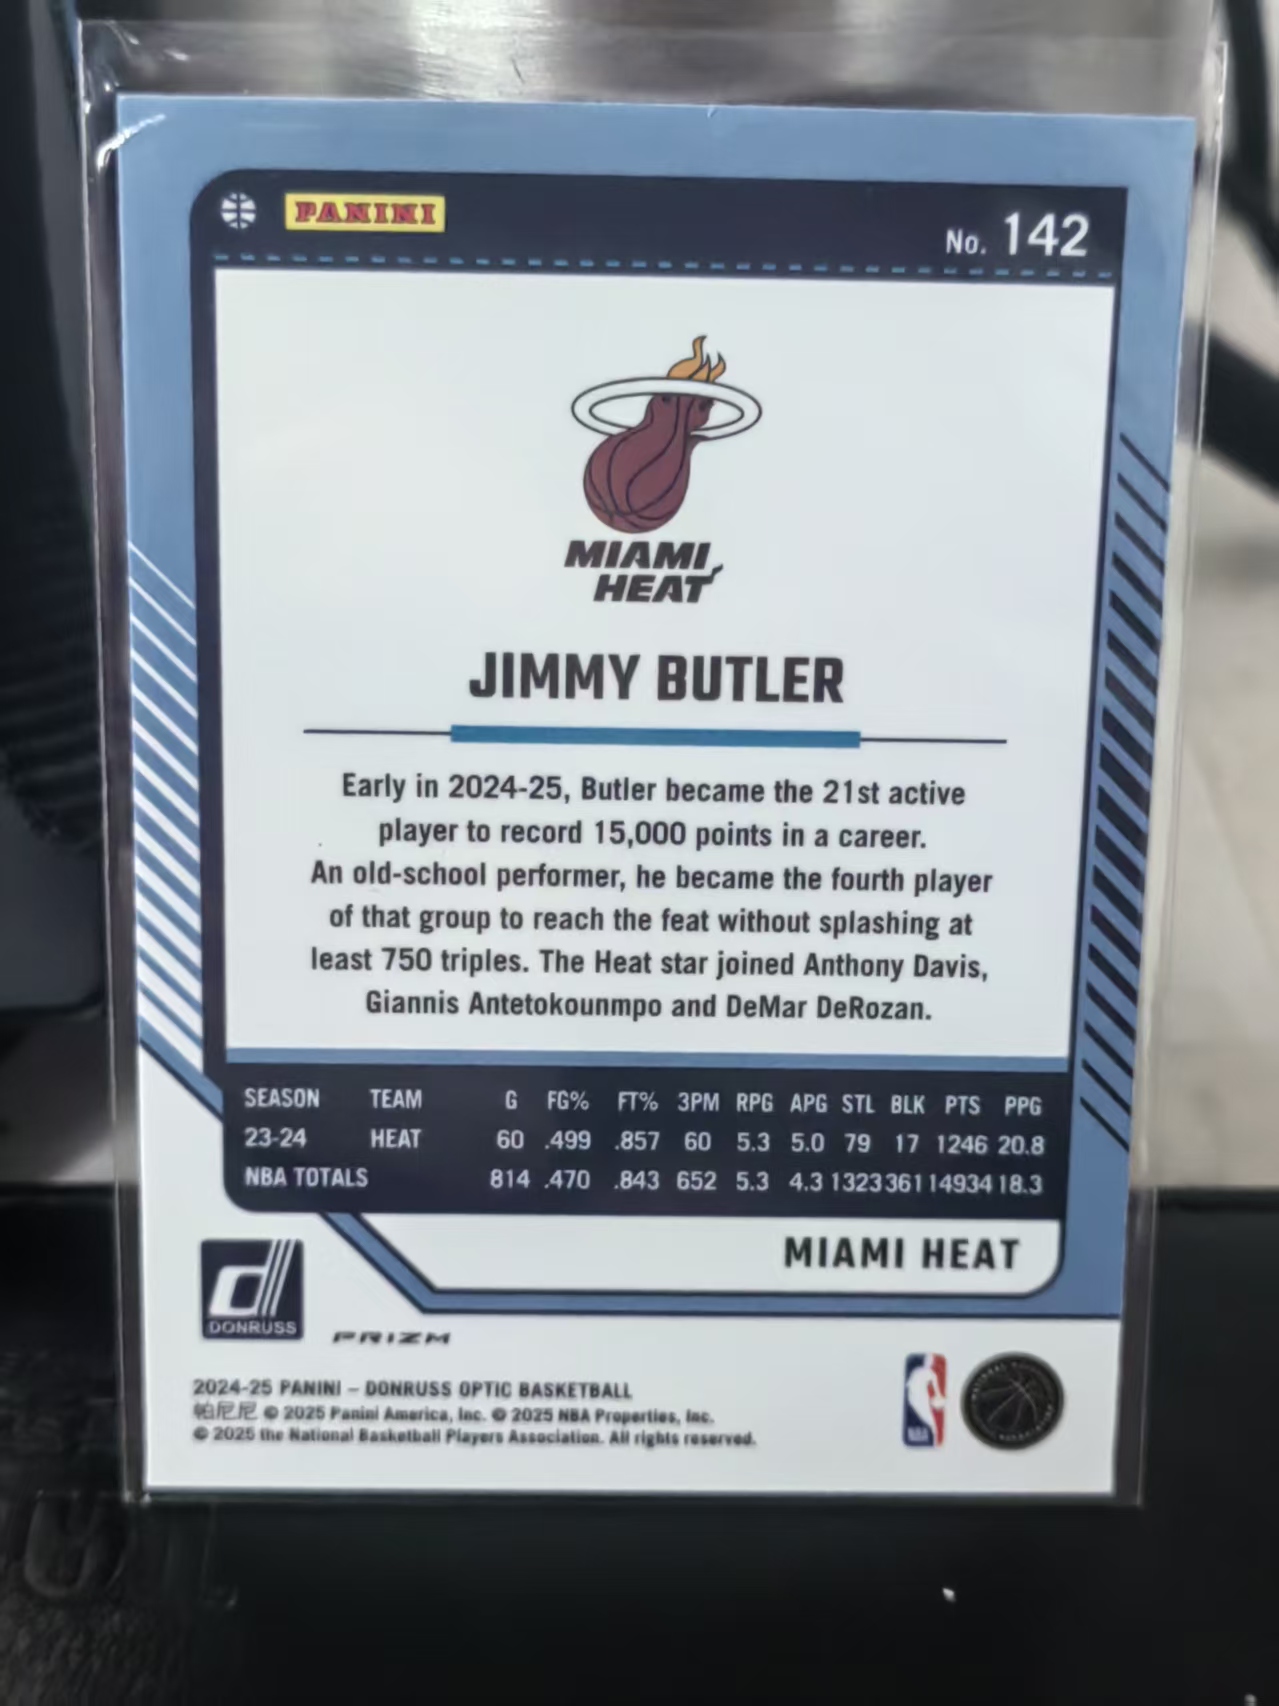 PANINI
No. 142
MIAMI
HEAT
JIMMY BUTLER
Early in 2024-25, Butler became the 21st active
player to record 15,000 points in a career.
An old-school performer, he became the fourth player
of that group to reach the feat without splashing at
least 750 triples. The Heat star joined Anthony Davis,
Giannis Antetokounmpo and DeMar DeRozan.
SEASON TEAM G FG% FT% 3PM RPG APG STL BLK PTS PPG
23-24 HEAT 60 .499 .857 60 5.3 5.0 79 17 1246 20.8
NBA TOTALS 814 .470 .843 652 5.3 4.3 1323 361 14934 18.3
MIAMI HEAT
d
DONRUSS
PRIZM
2024-25 PANINI – DONRUSS OPTIC BASKETBALL
帕尼尼 © 2025 Panini America, Inc. © 2025 NBA Properties, Inc.
© 2025 the National Basketball Players Association. All rights reserved.
NBA